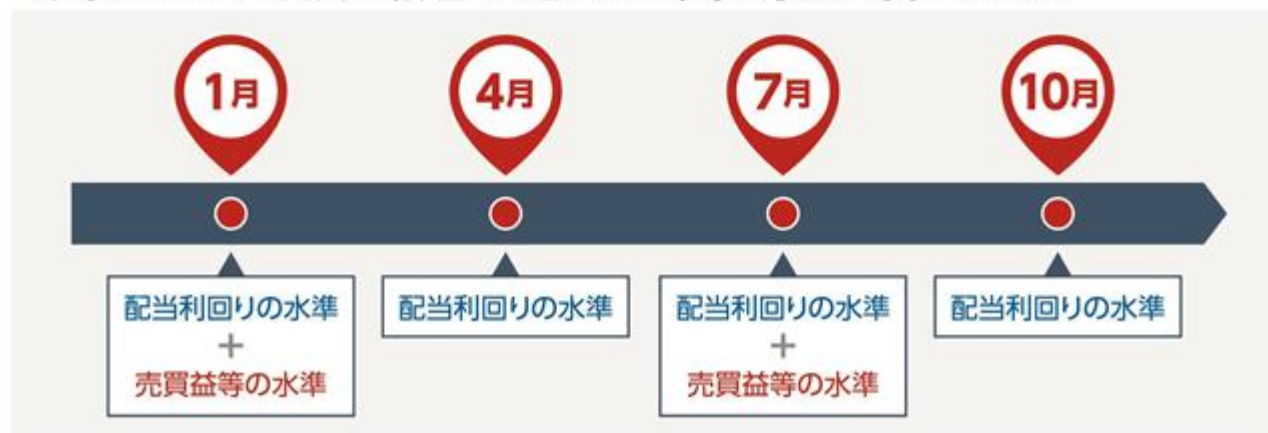 1月
4月
7月
10月
配当利回りの水準
+
売買益等の水準
配当利回りの水準
配当利回りの水準
+
売買益等の水準
配当利回りの水準